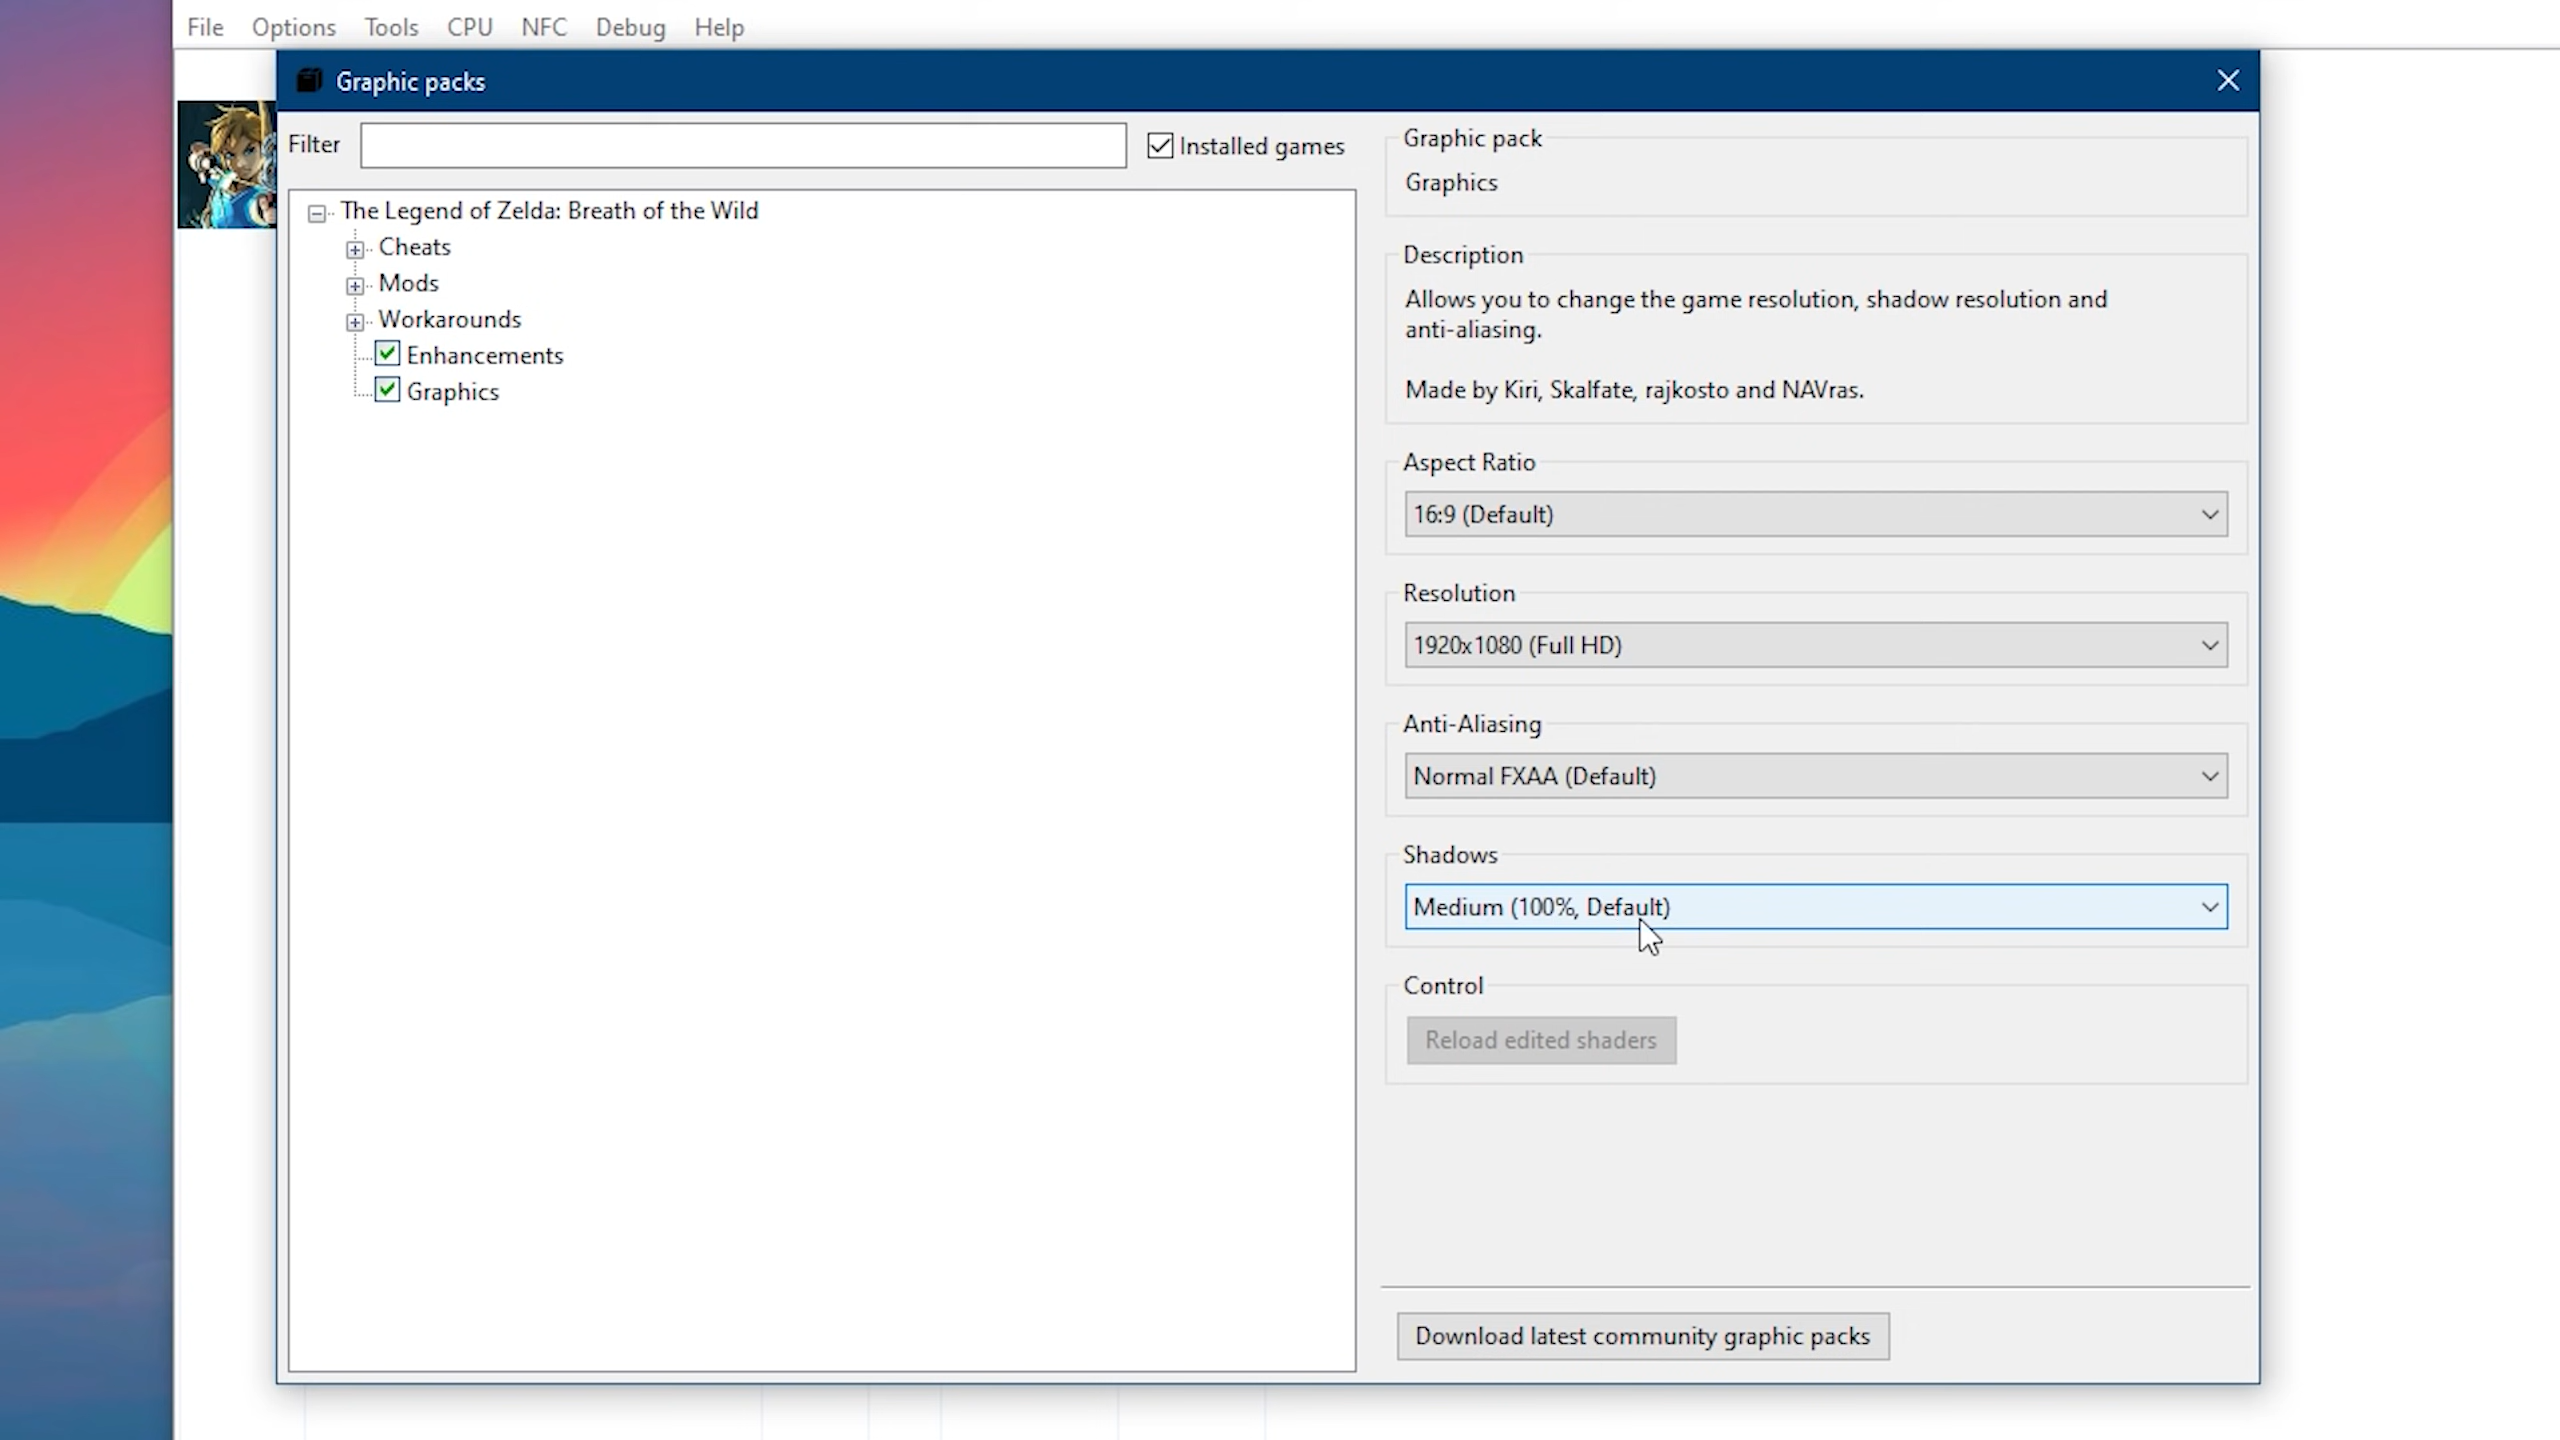 File Options Tools CPU NFC Debug Help
Graphic packs
Filter
Installed games
The Legend of Zelda: Breath of the Wild
Cheats
Mods
Workarounds
Enhancements
Graphics
Graphic pack
Graphics
Description
Allows you to change the game resolution, shadow resolution and
anti-aliasing.
Made by Kiri, Skalfate, rajkosto and NAVras.
Aspect Ratio
16:9 (Default)
Resolution
1920x1080 (Full HD)
Anti-Aliasing
Normal FXAA (Default)
Shadows
Medium (100%, Default)
Control
Reload edited shaders
Download latest community graphic packs